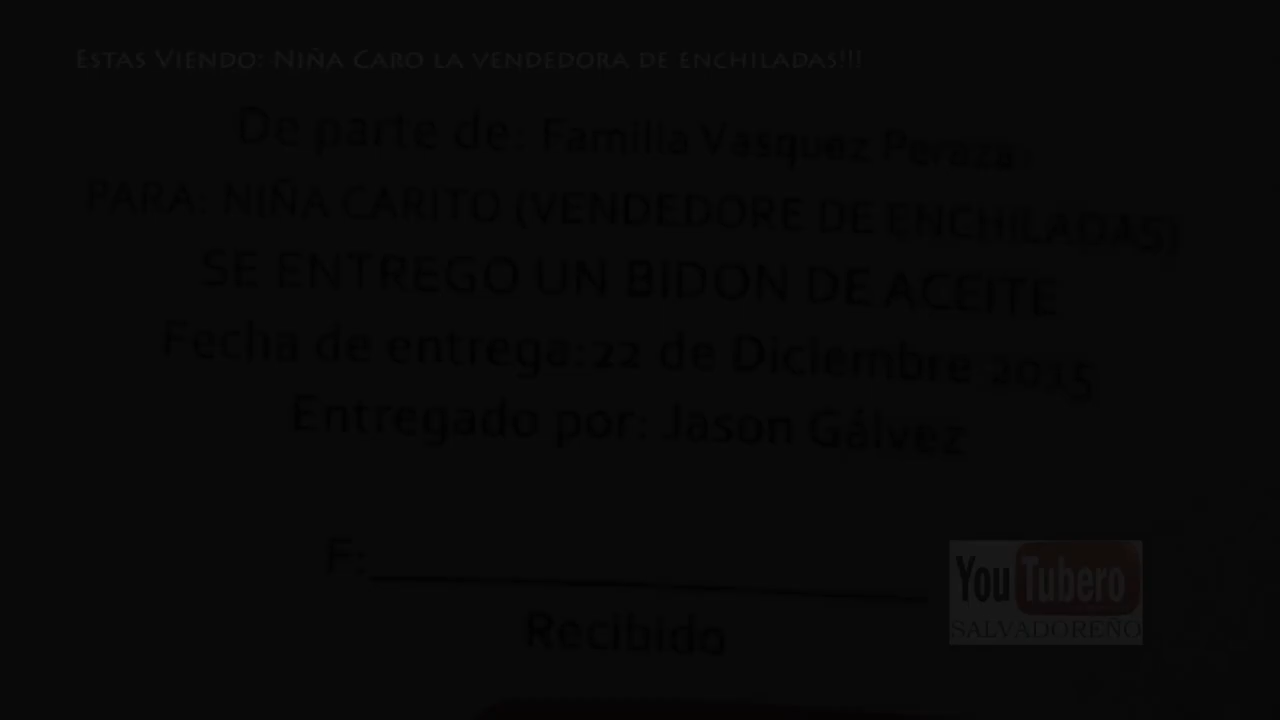 Estas Viendo: Niña Caro la vendedora de enchiladas!!!
De parte de: Familia Vasquez Peraza
PARA: NIÑA CARITO (VENDEDORE DE ENCHILADAS)
SE ENTREGO UN BIDON DE ACEITE
Fecha de entrega: 22 de Diciembre 2015
Entregado por: Jason Gálvez
F:
Recibido
You Tubero
SALVADOREÑO